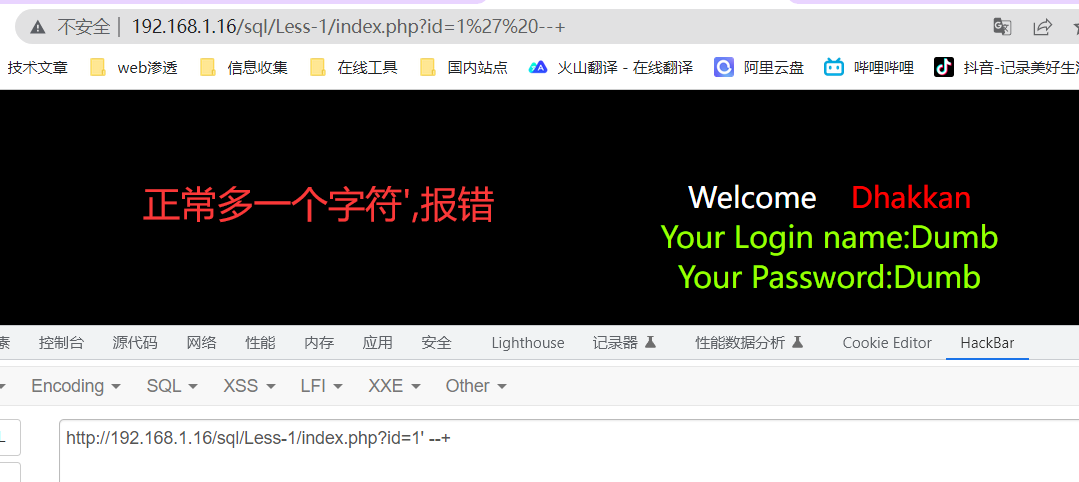 不安全 | 192.168.1.16/sql/Less-1/index.php?id=1%27%20--+
技术文章 web渗透 信息收集 在线工具 国内站点 火山翻译 - 在线翻译 阿里云盘 哔哩哔哩 抖音-记录美好生
正常多一个字符',报错
Welcome Dhakkan
Your Login name:Dumb
Your Password:Dumb
素 控制台 源代码 网络 性能 内存 应用 安全 Lighthouse 记录器 性能数据分析 Cookie Editor HackBar
Encoding SQL XSS LFI XXE Other
http://192.168.1.16/sql/Less-1/index.php?id=1' --+